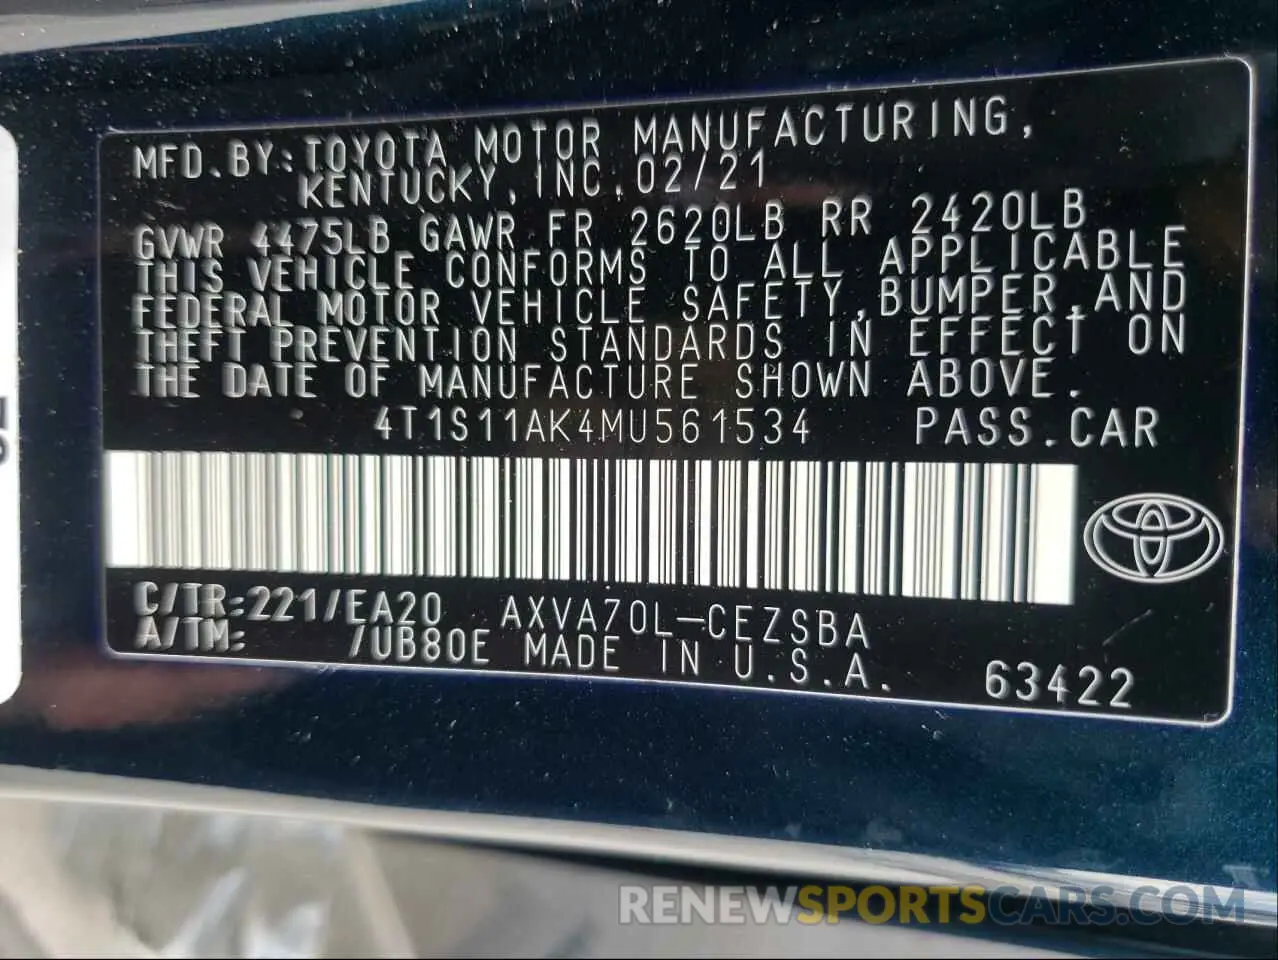 MFD.BY:TOYOTA MOTOR MANUFACTURING,
KENTUCKY,INC.02/21
GVWR 4475LB GAWR FR 2620LB RR 2420LB
THIS VEHICLE CONFORMS TO ALL APPLICABLE
FEDERAL MOTOR VEHICLE SAFETY,BUMPER,AND
THEFT PREVENTION STANDARDS IN EFFECT ON
THE DATE OF MANUFACTURE SHOWN ABOVE.
4T1S11AK4MU561534 PASS.CAR
C/TR:221/EA20 AXVA70L-CEZSBA
A/TM: /UB80E MADE IN U.S.A.
63422
RENEWSPORTSCARS.COM